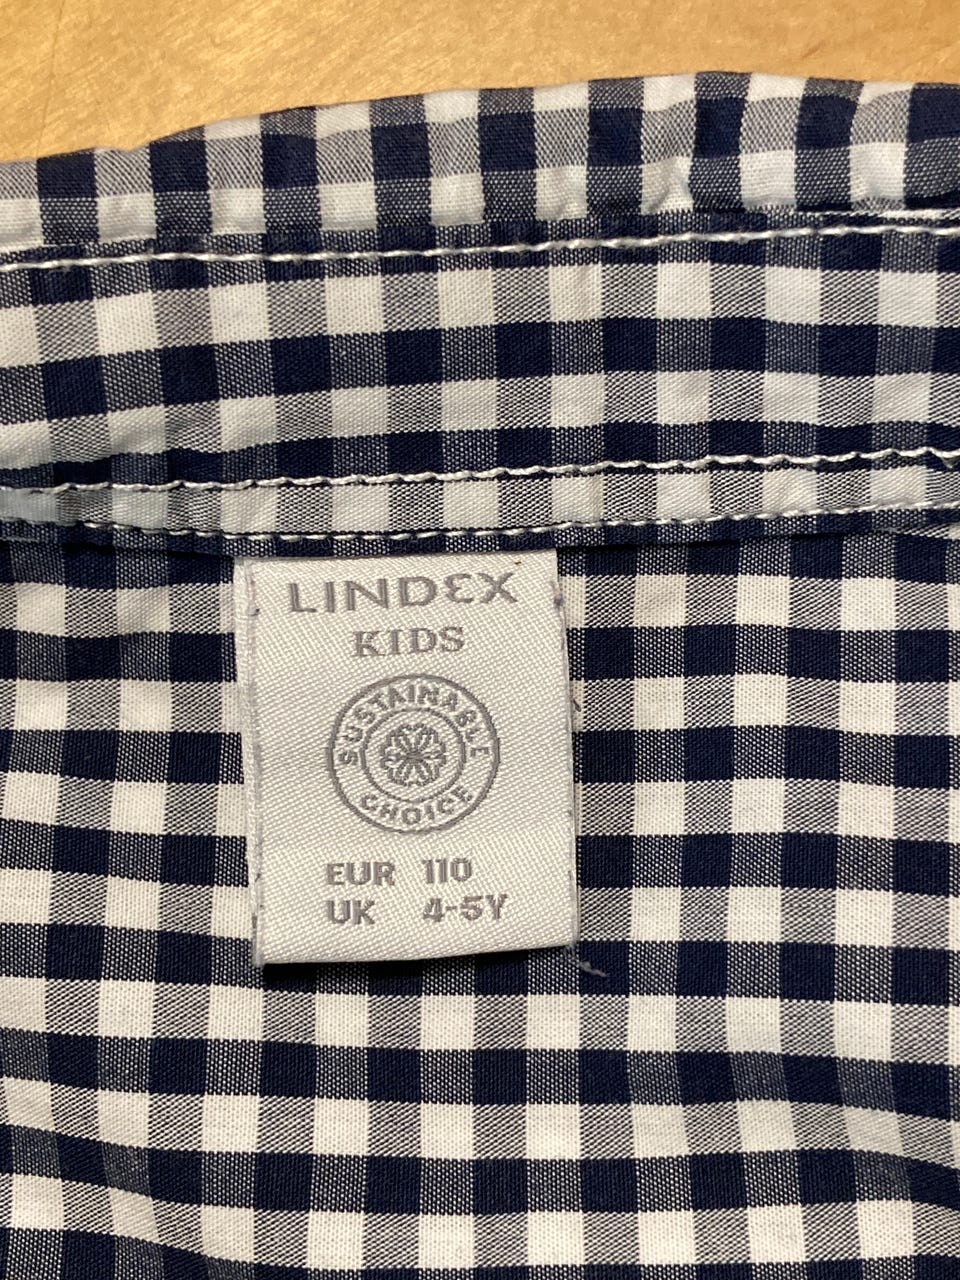 LINDEX
KIDS
SUSTAINABLE
CHOICE
EUR 110
UK 4-5Y